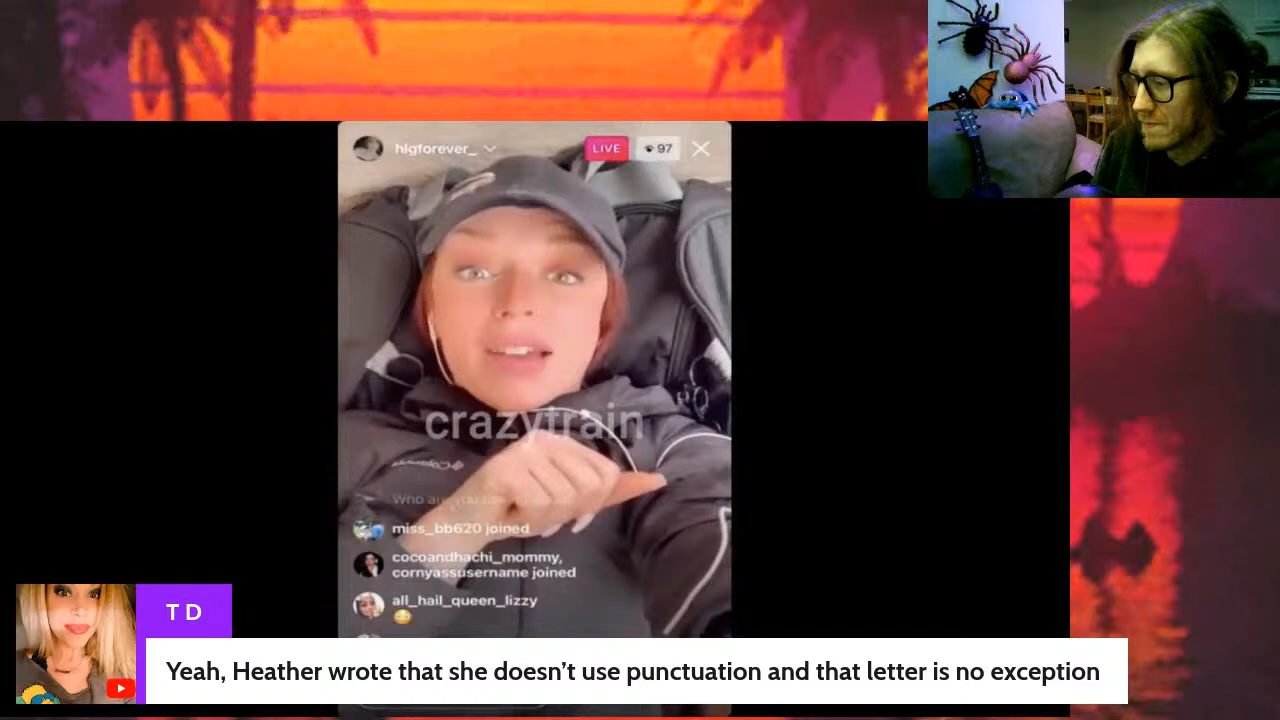 hlgforever_
LIVE
97
crazytrain
miss_bb620 joined
cocoandhachi_mommy,
cornyassusername joined
all_hail_queen_lizzy
T D
Yeah, Heather wrote that she doesn’t use punctuation and that letter is no exception